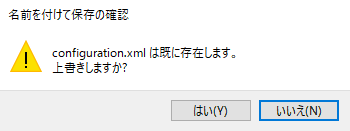 名前を付けて保存の確認
configuration.xml は既に存在します。
上書きしますか?
はい(Y)
いいえ(N)